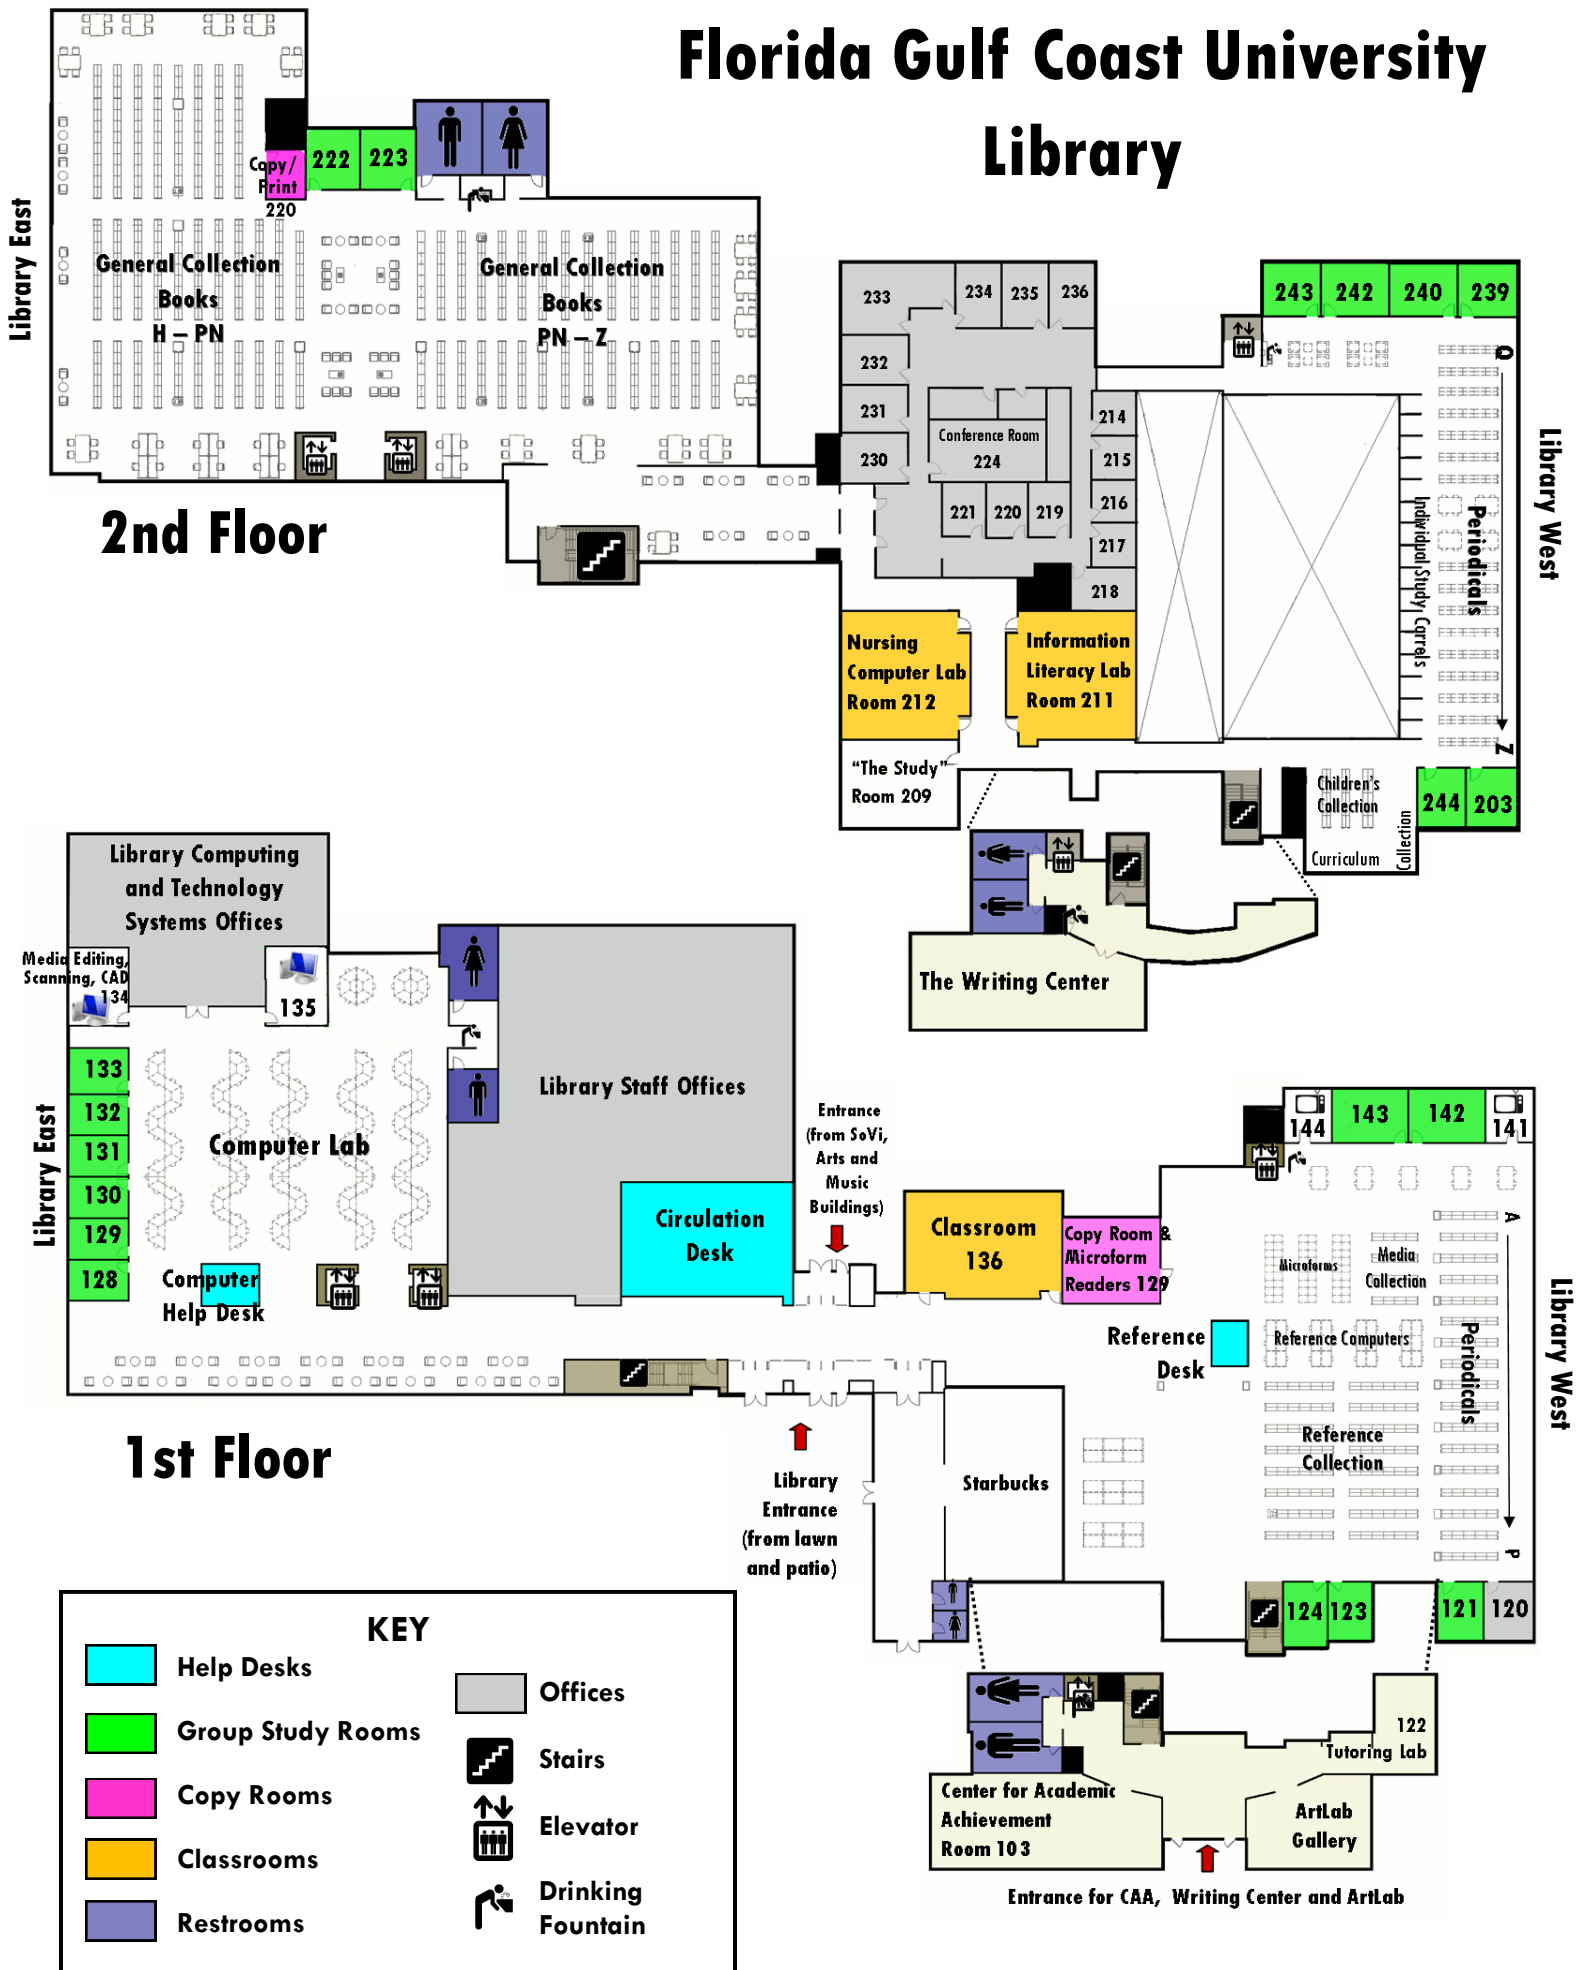 Florida Gulf Coast University
Library
Library East
Copy/
Print
220
222
223
General Collection
Books
H – PN
General Collection
Books
PN – Z
2nd Floor
233
234
235
236
232
231
230
Conference Room
224
221
220
219
214
215
216
217
218
243
242
240
239
Q
Z
Periodicals
Individual Study Carrels
Library West
Nursing
Computer Lab
Room 212
Information
Literacy Lab
Room 211
“The Study”
Room 209
Children's
Collection
Curriculum
Collection
244
203
The Writing Center
Library Computing
and Technology
Systems Offices
Media Editing,
Scanning, CAD
134
135
133
132
131
130
129
128
Library East
Computer Lab
Computer
Help Desk
Library Staff Offices
Circulation
Desk
Entrance
(from SoVi,
Arts and
Music
Buildings)
Classroom
136
Copy Room &
Microform
Readers 129
144
143
142
141
A
P
Microforms
Media
Collection
Reference
Desk
Reference Computers
Periodicals
Library West
Reference
Collection
1st Floor
Library
Entrance
(from lawn
and patio)
Starbucks
124
123
121
120
122
Tutoring Lab
Center for Academic
Achievement
Room 103
ArtLab
Gallery
Entrance for CAA, Writing Center and ArtLab
KEY
Help Desks
Group Study Rooms
Copy Rooms
Classrooms
Restrooms
Offices
Stairs
Elevator
Drinking
Fountain